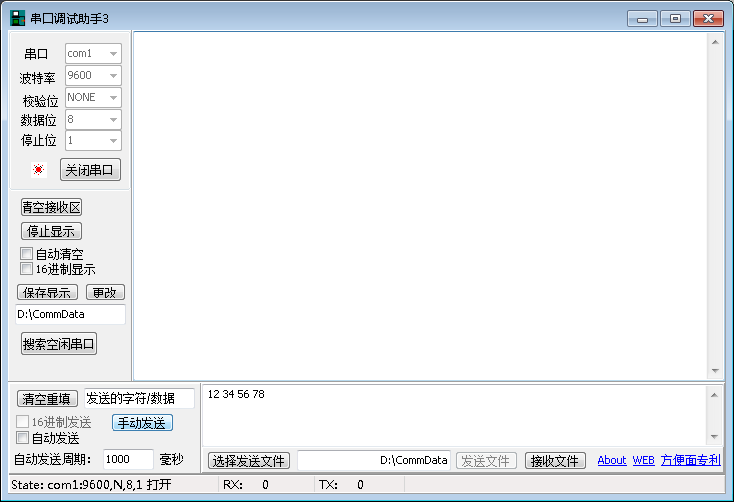 串口调试助手3
串口 com1
波特率 9600
校验位 NONE
数据位 8
停止位 1
关闭串口
清空接收区
停止显示
自动清空
16进制显示
保存显示 更改
D:\CommData
搜索空闲串口
清空重填 发送的字符/数据
16进制发送 手动发送
自动发送
自动发送周期: 1000 毫秒
12 34 56 78
选择发送文件 D:\CommData 发送文件 接收文件 About WEB 方便面专利
State: com1:9600,N,8,1 打开 RX: 0 TX: 0